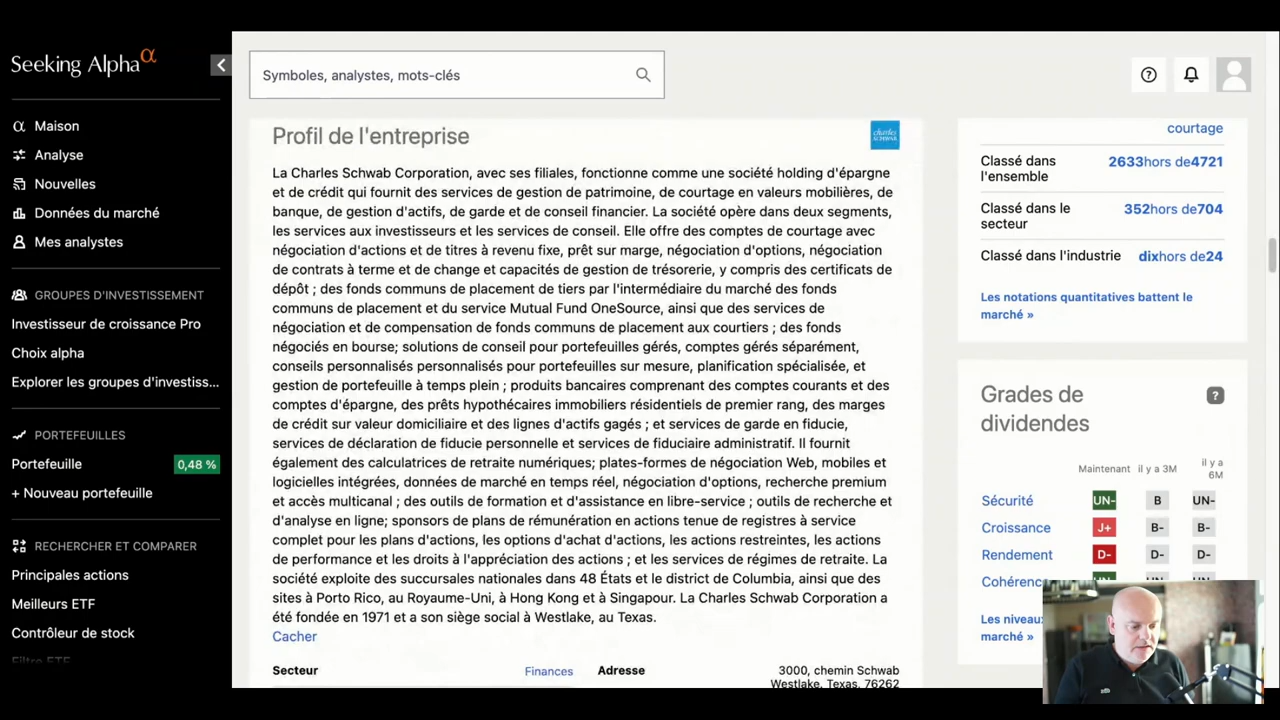 Seeking Alpha α
Maison
Analyse
Nouvelles
Données du marché
Mes analystes
GROUPES D'INVESTISSEMENT
Investisseur de croissance Pro
Choix alpha
Explorer les groupes d'investiss...
PORTEFEUILLES
Portefeuille 0,48 %
+ Nouveau portefeuille
RECHERCHER ET COMPARER
Principales actions
Meilleurs ETF
Contrôleur de stock
Filtre ETF
Symboles, analystes, mots-clés
Profil de l'entreprise
charles SCHWAB
La Charles Schwab Corporation, avec ses filiales, fonctionne comme une société holding d'épargne
et de crédit qui fournit des services de gestion de patrimoine, de courtage en valeurs mobilières, de
banque, de gestion d'actifs, de garde et de conseil financier. La société opère dans deux segments,
les services aux investisseurs et les services de conseil. Elle offre des comptes de courtage avec
négociation d'actions et de titres à revenu fixe, prêt sur marge, négociation d'options, négociation
de contrats à terme et de change et capacités de gestion de trésorerie, y compris des certificats de
dépôt ; des fonds communs de placement de tiers par l'intermédiaire du marché des fonds
communs de placement et du service Mutual Fund OneSource, ainsi que des services de
négociation et de compensation de fonds communs de placement aux courtiers ; des fonds
négociés en bourse; solutions de conseil pour portefeuilles gérés, comptes gérés séparément,
conseils personnalisés personnalisés pour portefeuilles sur mesure, planification spécialisée, et
gestion de portefeuille à temps plein ; produits bancaires comprenant des comptes courants et des
comptes d'épargne, des prêts hypothécaires immobiliers résidentiels de premier rang, des marges
de crédit sur valeur domiciliaire et des lignes d'actifs gagés ; et services de garde en fiducie,
services de déclaration de fiducie personnelle et services de fiduciaire administratif. Il fournit
également des calculatrices de retraite numériques; plates-formes de négociation Web, mobiles et
logicielles intégrées, données de marché en temps réel, négociation d'options, recherche premium
et accès multicanal ; des outils de formation et d'assistance en libre-service ; outils de recherche et
d'analyse en ligne; sponsors de plans de rémunération en actions tenue de registres à service
complet pour les plans d'actions, les options d'achat d'actions, les actions restreintes, les actions
de performance et les droits à l'appréciation des actions ; et les services de régimes de retraite. La
société exploite des succursales nationales dans 48 États et le district de Columbia, ainsi que des
sites à Porto Rico, au Royaume-Uni, à Hong Kong et à Singapour. La Charles Schwab Corporation a
été fondée en 1971 et a son siège social à Westlake, au Texas.
Cacher
Secteur Finances Adresse 3000, chemin Schwab
Westlake, Texas, 76262
courtage
Classé dans l'ensemble 2633hors de4721
Classé dans le secteur 352hors de704
Classé dans l'industrie dixhors de24
Les notations quantitatives battent le
marché »
Grades de
dividendes ?
Maintenant il y a 3M il y a 6M
Sécurité UN- B UN-
Croissance J+ B- B-
Rendement D- D- D-
Cohérenc
Les niveau
marché »